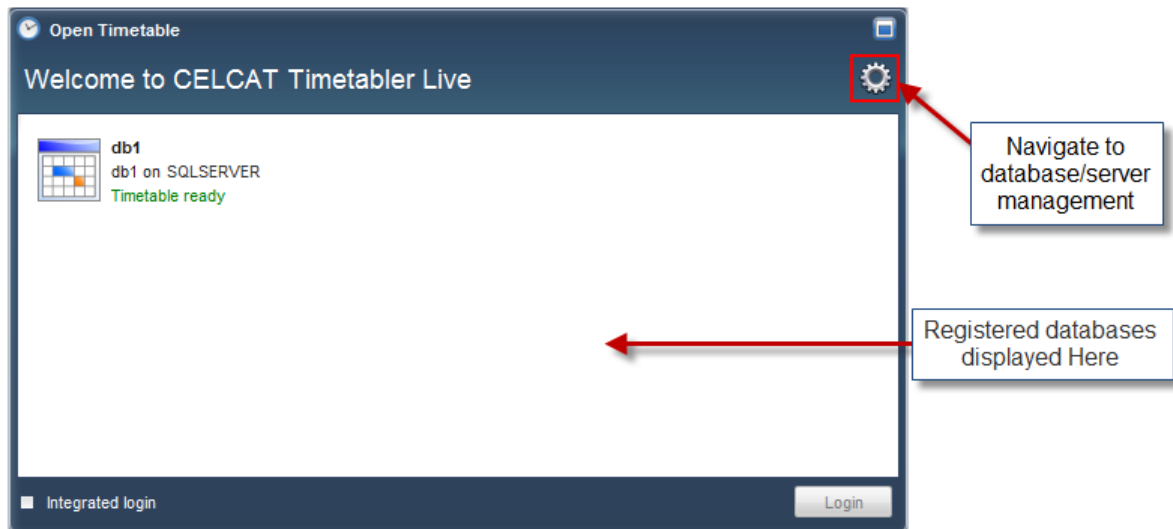 Open Timetable
Welcome to CELCAT Timetabler Live
db1
db1 on SQLSERVER
Timetable ready
Navigate to
database/server
management
Registered databases
displayed Here
Integrated login
Login